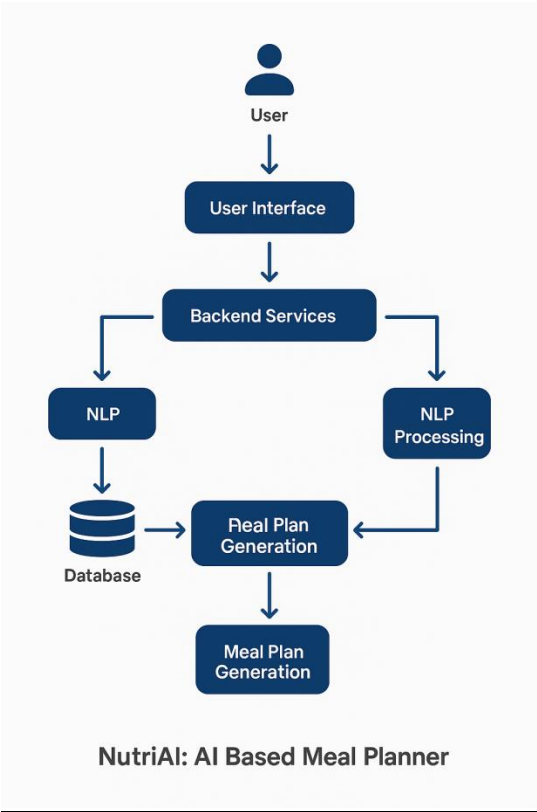 User
User Interface
Backend Services
NLP
NLP
Processing
Database
Real Plan
Generation
Meal Plan
Generation
NutriAI: AI Based Meal Planner